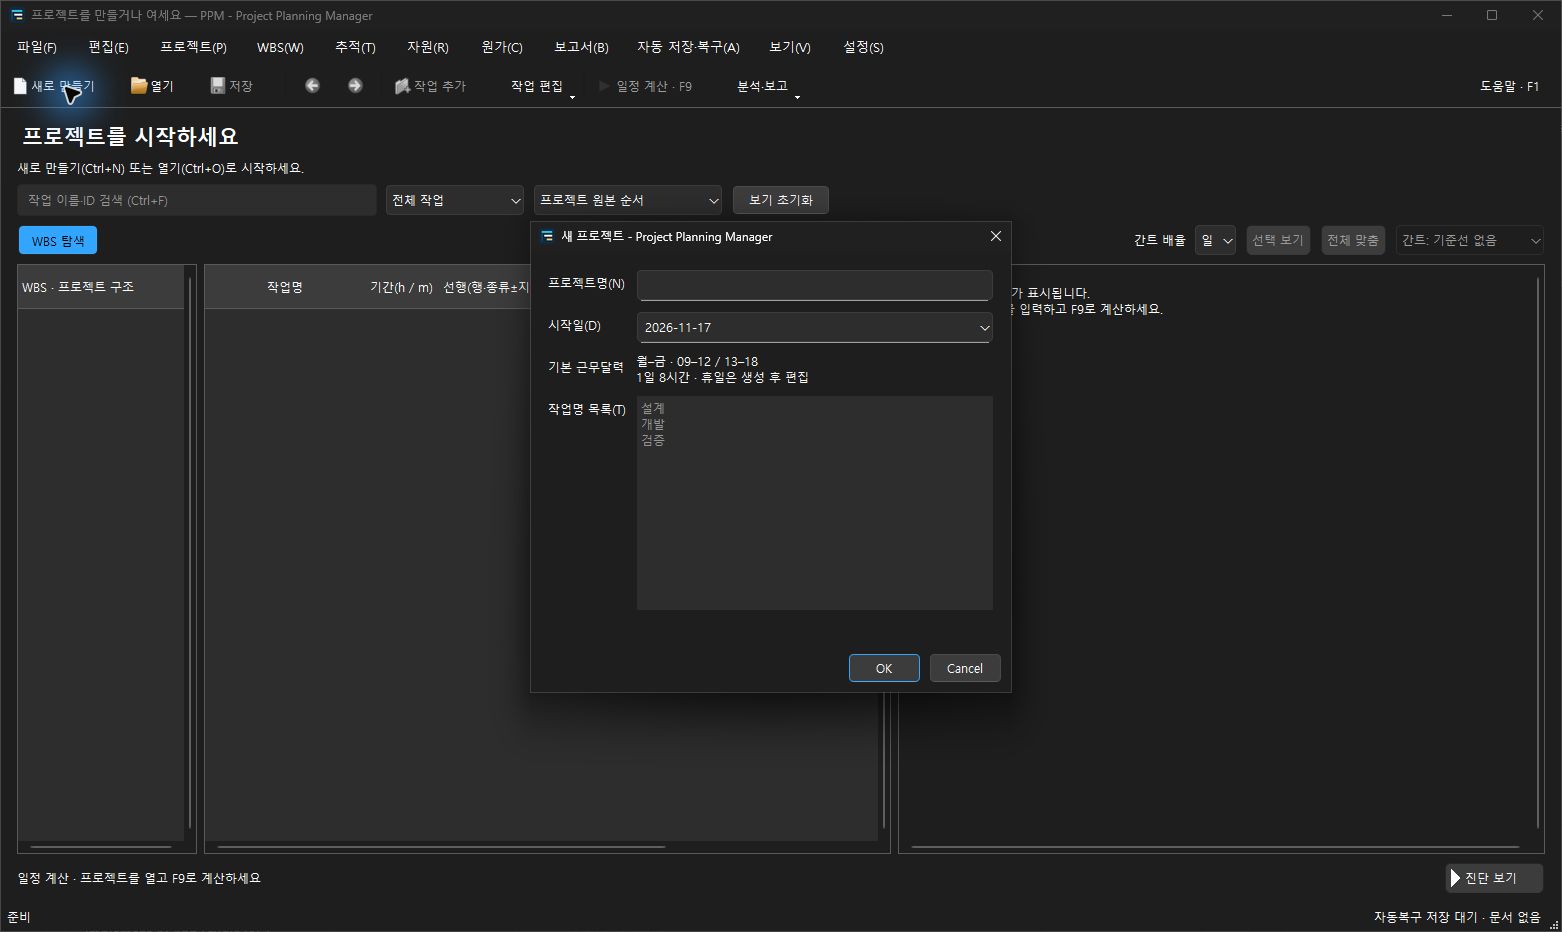 프로젝트를 만들거나 여세요 — PPM - Project Planning Manager
파일(F) 편집(E) 프로젝트(P) WBS(W) 추적(T) 자원(R) 원가(C) 보고서(B) 자동 저장·복구(A) 보기(V) 설정(S)
새로 만들기 열기 저장 작업 추가 작업 편집 일정 계산 · F9 분석·보고 도움말 · F1
프로젝트를 시작하세요
새로 만들기(Ctrl+N) 또는 열기(Ctrl+O)로 시작하세요.
작업 이름·ID 검색 (Ctrl+F) 전체 작업 프로젝트 원본 순서 보기 초기화
WBS 탐색 간트 배율 일 선택 보기 전체 맞춤 간트: 기준선 없음
WBS · 프로젝트 구조 작업명 기간(h / m) 선행(행·종류±지
가 표시됩니다.
입력하고 F9로 계산하세요.
새 프로젝트 - Project Planning Manager
프로젝트명(N)
시작일(D) 2026-11-17
기본 근무달력 월–금 · 09–12 / 13–18
1일 8시간 · 휴일은 생성 후 편집
작업명 목록(T) 설계
개발
검증
OK Cancel
일정 계산 · 프로젝트를 열고 F9로 계산하세요 진단 보기
준비 자동복구 저장 대기 · 문서 없음